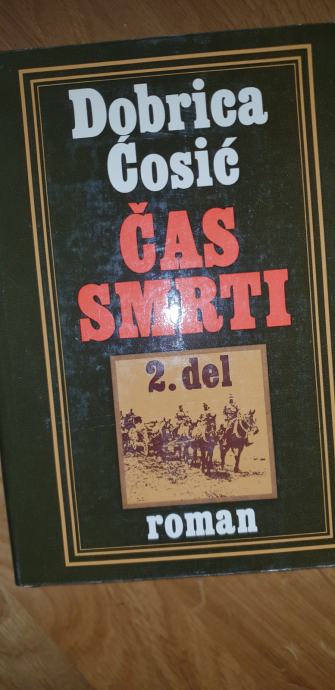 Dobrica
Ćosić
ČAS
SMRTI
2. del
roman